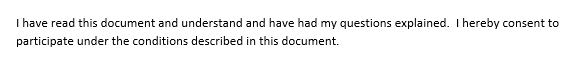 I have read this document and understand and have had my questions explained.  I hereby consent to
participate under the conditions described in this document.